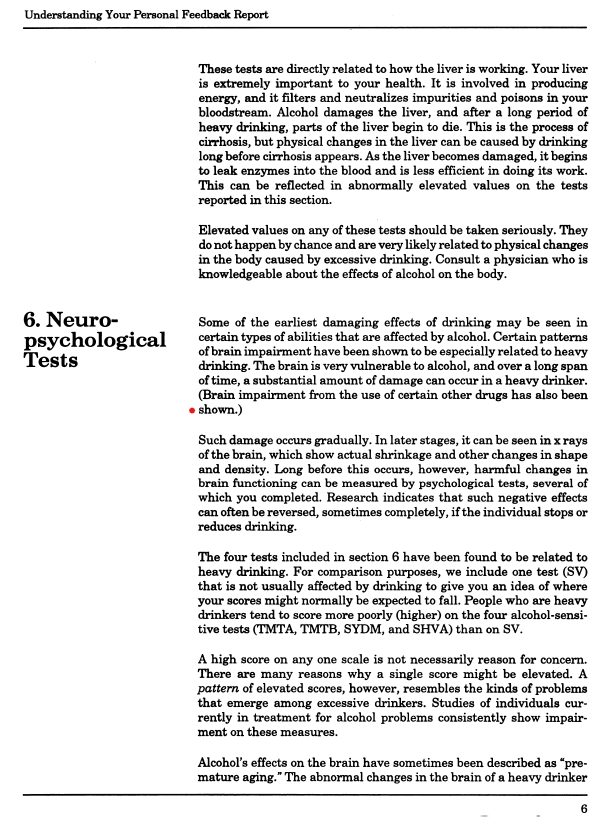 Understanding Your Personal Feedback Report
These tests are directly related to how the liver is working. Your liver
is extremely important to your health. It is involved in producing
energy, and it filters and neutralizes impurities and poisons in your
bloodstream. Alcohol damages the liver, and after a long period of
heavy drinking, parts of the liver begin to die. This is the process of
cirrhosis, but physical changes in the liver can be caused by drinking
long before cirrhosis appears. As the liver becomes damaged, it begins
to leak enzymes into the blood and is less efficient in doing its work.
This can be reflected in abnormally elevated values on the tests
reported in this section.
Elevated values on any of these tests should be taken seriously. They
do not happen by chance and are very likely related to physical changes
in the body caused by excessive drinking. Consult a physician who is
knowledgeable about the effects of alcohol on the body.
6. Neuro-
psychological
Tests
Some of the earliest damaging effects of drinking may be seen in
certain types of abilities that are affected by alcohol. Certain patterns
of brain impairment have been shown to be especially related to heavy
drinking. The brain is very vulnerable to alcohol, and over a long span
of time, a substantial amount of damage can occur in a heavy drinker.
(Brain impairment from the use of certain other drugs has also been
shown.)
Such damage occurs gradually. In later stages, it can be seen in x rays
of the brain, which show actual shrinkage and other changes in shape
and density. Long before this occurs, however, harmful changes in
brain functioning can be measured by psychological tests, several of
which you completed. Research indicates that such negative effects
can often be reversed, sometimes completely, if the individual stops or
reduces drinking.
The four tests included in section 6 have been found to be related to
heavy drinking. For comparison purposes, we include one test (SV)
that is not usually affected by drinking to give you an idea of where
your scores might normally be expected to fall. People who are heavy
drinkers tend to score more poorly (higher) on the four alcohol-sensi-
tive tests (TMTA, TMTB, SYDM, and SHVA) than on SV.
A high score on any one scale is not necessarily reason for concern.
There are many reasons why a single score might be elevated. A
pattern of elevated scores, however, resembles the kinds of problems
that emerge among excessive drinkers. Studies of individuals cur-
rently in treatment for alcohol problems consistently show impair-
ment on these measures.
Alcohol's effects on the brain have sometimes been described as "pre-
mature aging." The abnormal changes in the brain of a heavy drinker
6